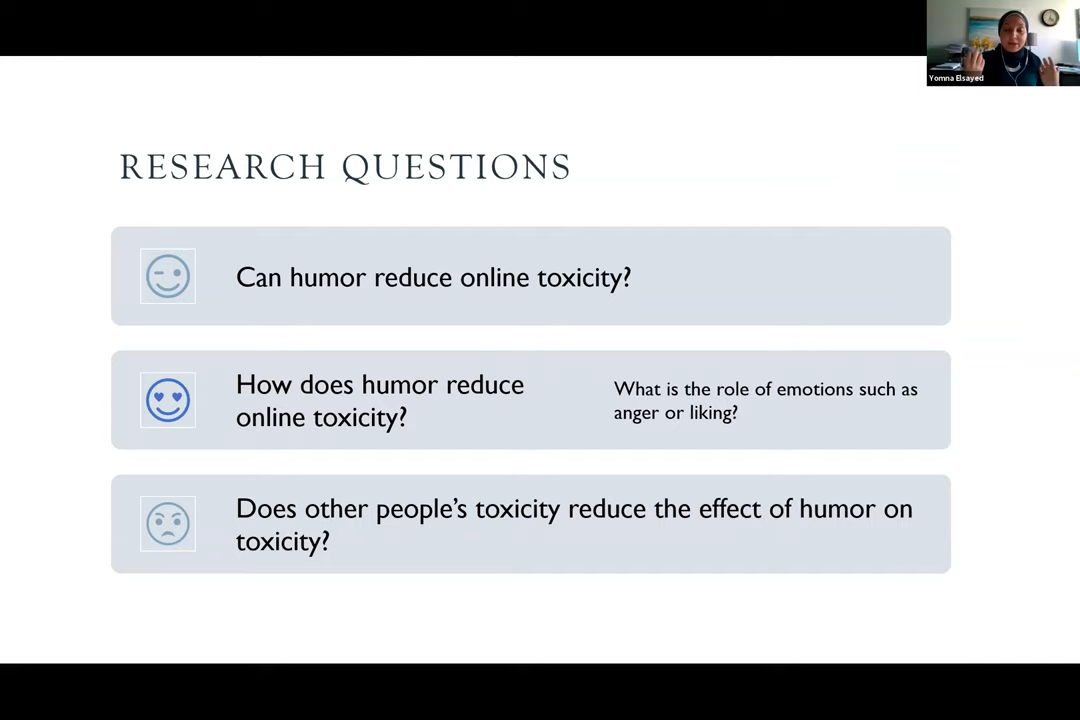 Yomna Elsayed
RESEARCH QUESTIONS
Can humor reduce online toxicity?
How does humor reduce
online toxicity?
What is the role of emotions such as
anger or liking?
Does other people's toxicity reduce the effect of humor on
toxicity?